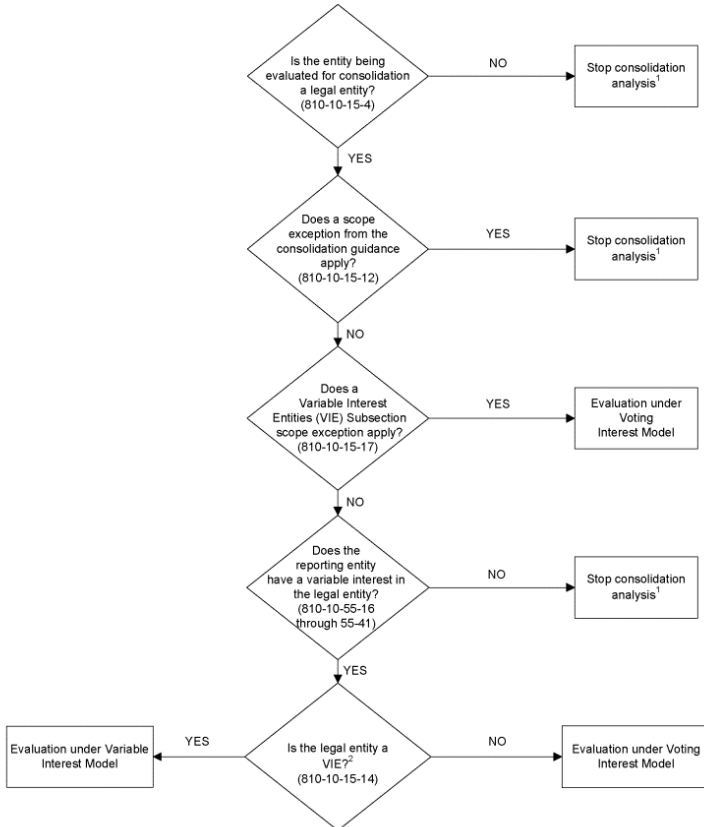 Is the entity being
evaluated for consolidation
a legal entity?
(810-10-15-4)
NO
Stop consolidation
analysis¹
YES
Does a scope
exception from the
consolidation guidance
apply?
(810-10-15-12)
YES
Stop consolidation
analysis¹
NO
Does a
Variable Interest
Entities (VIE) Subsection
scope exception apply?
(810-10-15-17)
YES
Evaluation under
Voting
Interest Model
NO
Does the
reporting entity
have a variable interest in
the legal entity?
(810-10-55-16
through 55-41)
NO
Stop consolidation
analysis¹
YES
Evaluation under Variable
Interest Model
YES
Is the legal entity a
VIE?²
(810-10-15-14)
NO
Evaluation under Voting
Interest Model